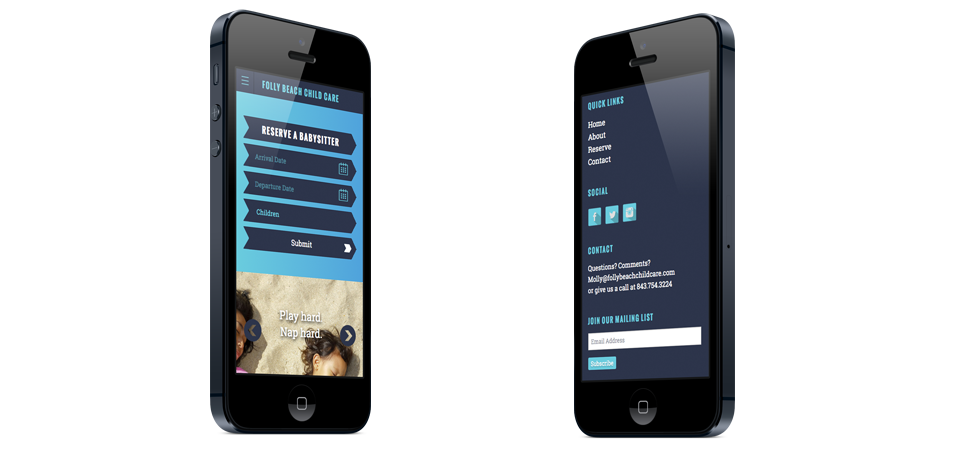 FOLLY BEACH CHILD CARE
RESERVE A BABYSITTER
Arrival Date
Departure Date
Children
Submit
Play hard.
Nap hard.
QUICK LINKS
Home
About
Reserve
Contact
SOCIAL
CONTACT
Questions? Comments?
Molly@follybeachchildcare.com
or give us a call at 843.754.3224
JOIN OUR MAILING LIST
Email Address
Subscribe